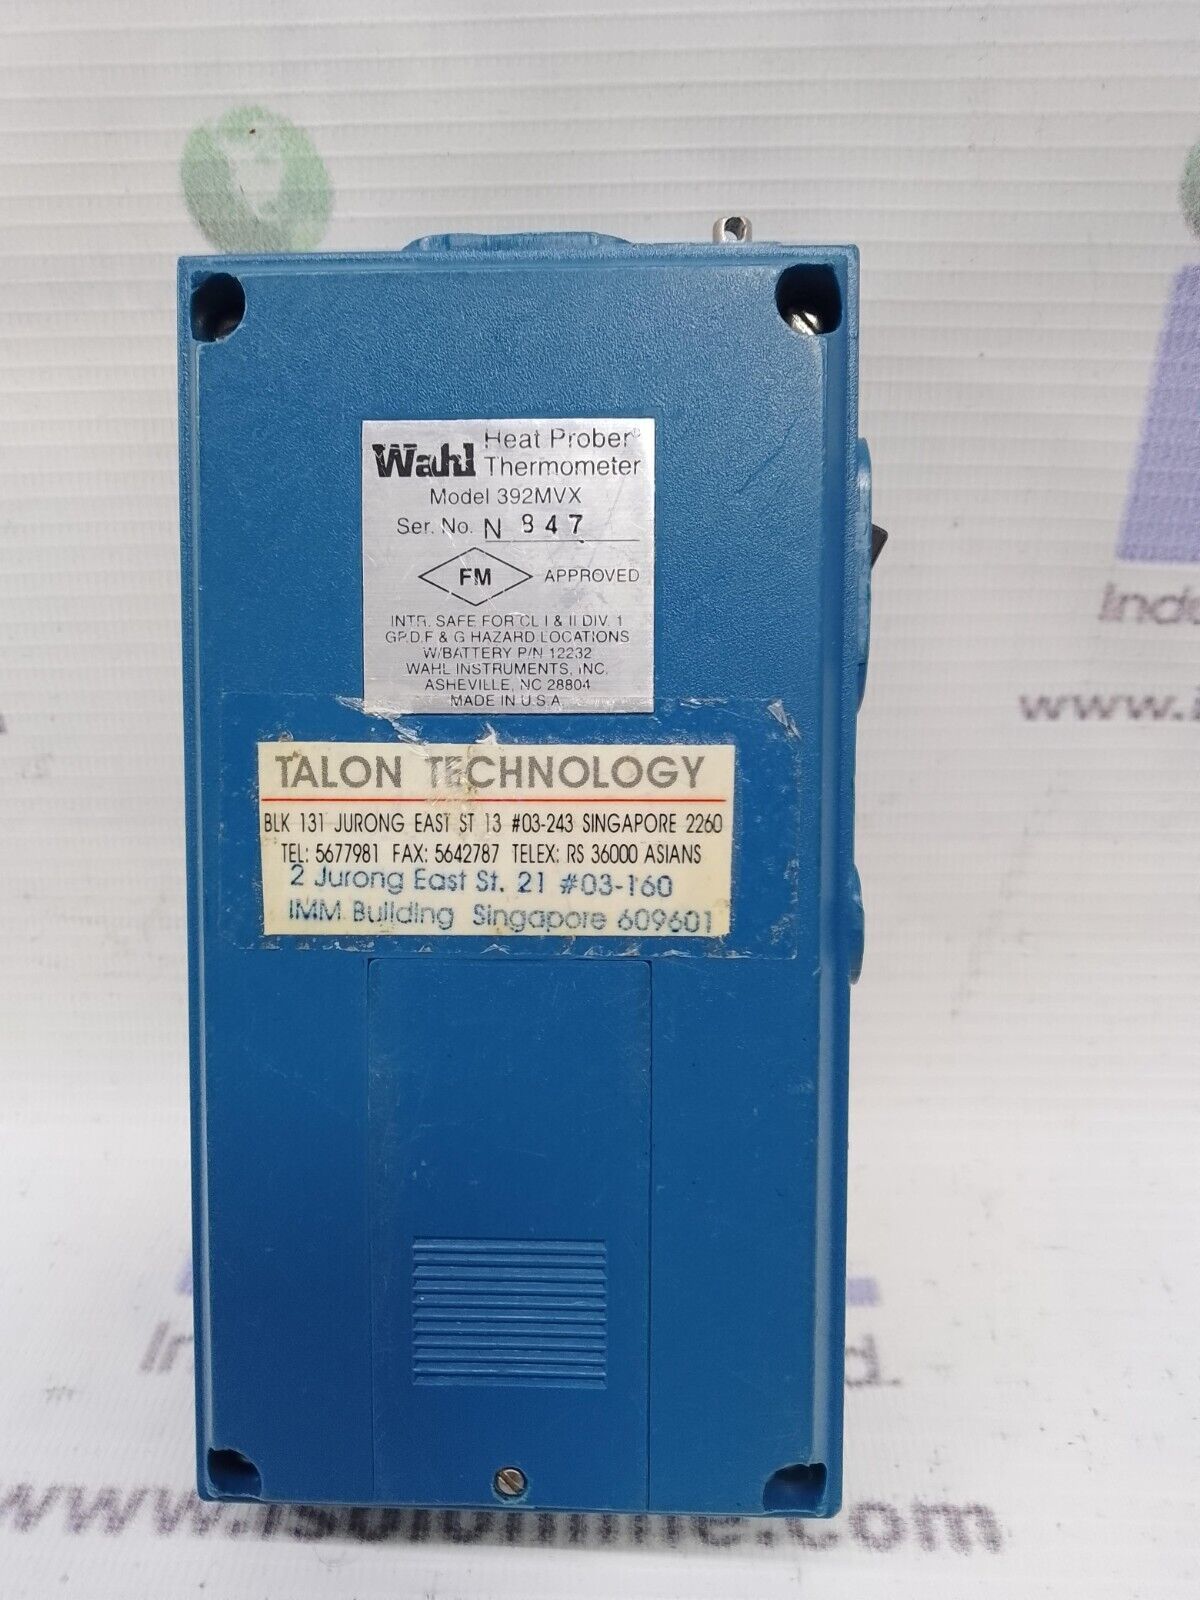 Wahl Heat Prober®
Thermometer
Model 392MVX
Ser. No. N 847
FM APPROVED
INTR. SAFE FOR CL I & II DIV. 1
GP.D,F & G HAZARD LOCATIONS
W/BATTERY P/N 12232
WAHL INSTRUMENTS, INC.
ASHEVILLE, NC 28804
MADE IN U.S.A.
TALON TECHNOLOGY
BLK 131 JURONG EAST ST 13 #03-243 SINGAPORE 2260
TEL: 5677981 FAX: 5642787 TELEX: RS 36000 ASIANS
2 Jurong East St. 21 #03-160
IMM Building Singapore 609601